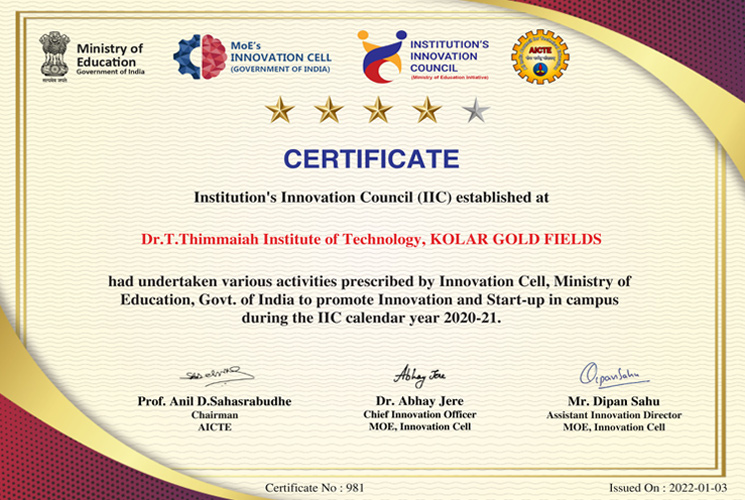 Ministry of
Education
Government of India
MoE's
INNOVATION CELL
(GOVERNMENT OF INDIA)
INSTITUTION'S
INNOVATION
COUNCIL
(Ministry of Education Initiative)
AICTE
CERTIFICATE
Institution's Innovation Council (IIC) established at
Dr.T.Thimmaiah Institute of Technology, KOLAR GOLD FIELDS
had undertaken various activities prescribed by Innovation Cell, Ministry of
Education, Govt. of India to promote Innovation and Start-up in campus
during the IIC calendar year 2020-21.
Abhay Jere
Dipan Sahu
Prof. Anil D.Sahasrabudhe
Chairman
AICTE
Dr. Abhay Jere
Chief Innovation Officer
MOE, Innovation Cell
Mr. Dipan Sahu
Assistant Innovation Director
MOE, Innovation Cell
Certificate No : 981
Issued On : 2022-01-03